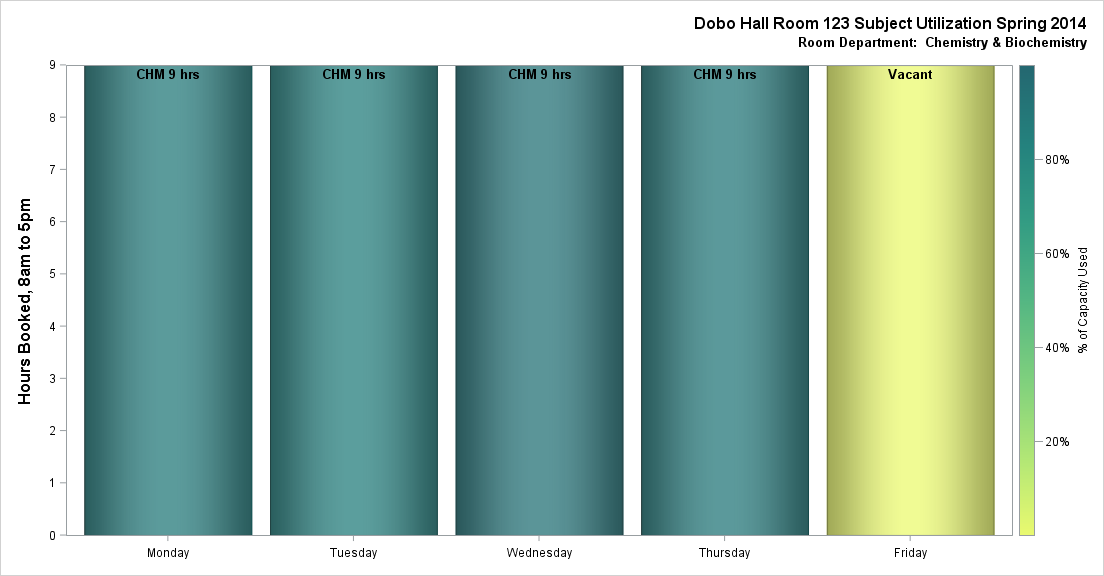 Dobo Hall Room 123 Subject Utilization Spring 2014
Room Department: Chemistry & Biochemistry
Hours Booked, 8am to 5pm
9
8
7
6
5
4
3
2
1
0
CHM 9 hrs
CHM 9 hrs
CHM 9 hrs
CHM 9 hrs
Vacant
Monday
Tuesday
Wednesday
Thursday
Friday
80%
60%
40%
20%
% of Capacity Used